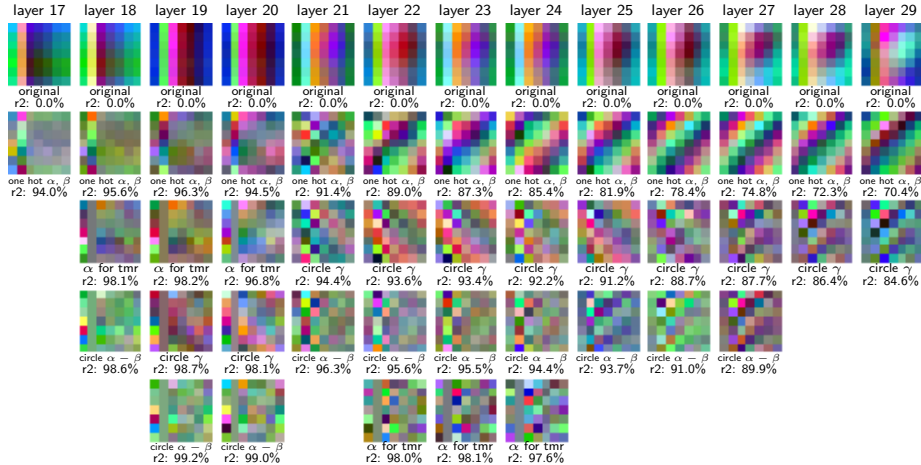 layer 17 layer 18 layer 19 layer 20 layer 21 layer 22 layer 23 layer 24 layer 25 layer 26 layer 27 layer 28 layer 29
original original original original original original original original original original original original original
r2: 0.0% r2: 0.0% r2: 0.0% r2: 0.0% r2: 0.0% r2: 0.0% r2: 0.0% r2: 0.0% r2: 0.0% r2: 0.0% r2: 0.0% r2: 0.0% r2: 0.0%
one hot α, β one hot α, β one hot α, β one hot α, β one hot α, β one hot α, β one hot α, β one hot α, β one hot α, β one hot α, β one hot α, β one hot α, β one hot α, β
r2: 94.0% r2: 95.6% r2: 96.3% r2: 94.5% r2: 91.4% r2: 89.0% r2: 87.3% r2: 85.4% r2: 81.9% r2: 78.4% r2: 74.8% r2: 72.3% r2: 70.4%
α for tmr α for tmr α for tmr circle γ circle γ circle γ circle γ circle γ circle γ circle γ circle γ circle γ
r2: 98.1% r2: 98.2% r2: 96.8% r2: 94.4% r2: 93.6% r2: 93.4% r2: 92.2% r2: 91.2% r2: 88.7% r2: 87.7% r2: 86.4% r2: 84.6%
circle α − β circle γ circle γ circle α − β circle α − β circle α − β circle α − β circle α − β circle α − β circle α − β
r2: 98.6% r2: 98.7% r2: 98.1% r2: 96.3% r2: 95.6% r2: 95.5% r2: 94.4% r2: 93.7% r2: 91.0% r2: 89.9%
circle α − β circle α − β α for tmr α for tmr α for tmr
r2: 99.2% r2: 99.0% r2: 98.0% r2: 98.1% r2: 97.6%